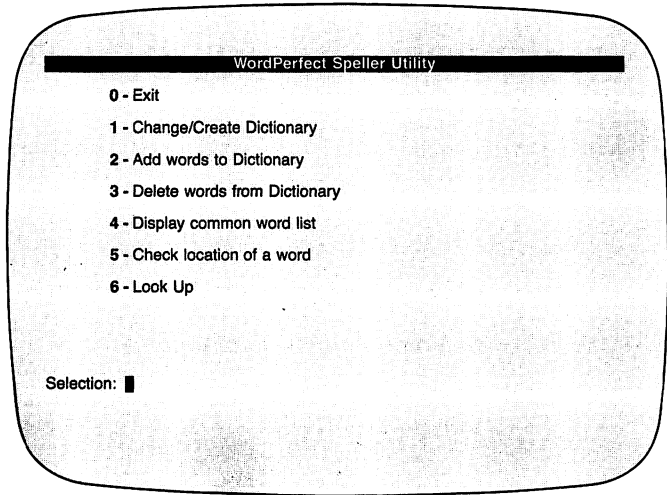 WordPerfect Speller Utility
0 - Exit
1 - Change/Create Dictionary
2 - Add words to Dictionary
3 - Delete words from Dictionary
4 - Display common word list
5 - Check location of a word
6 - Look Up
Selection: